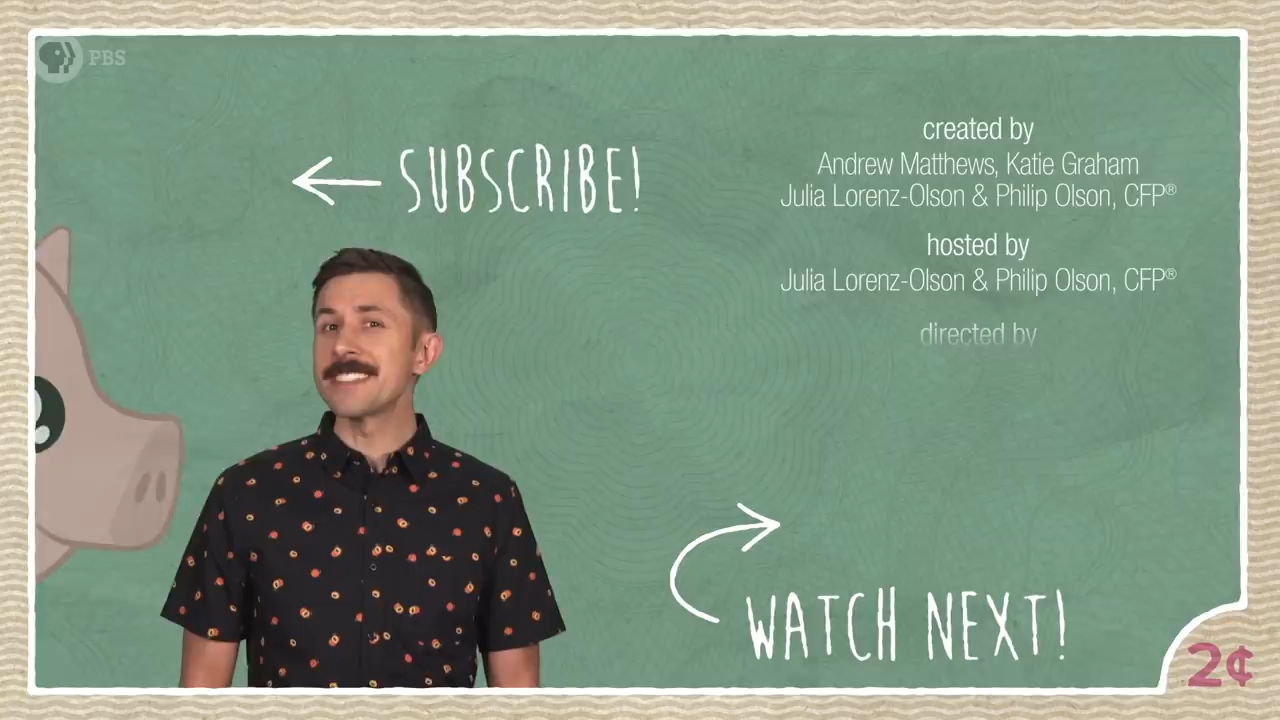 PBS
SUBSCRIBE!
created by
Andrew Matthews, Katie Graham
Julia Lorenz-Olson & Philip Olson, CFP®
hosted by
Julia Lorenz-Olson & Philip Olson, CFP®
directed by
WATCH NEXT!
2¢